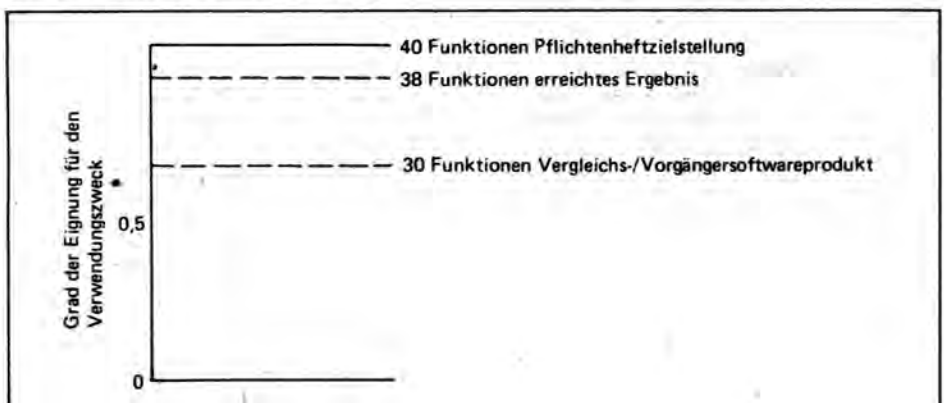 40 Funktionen Pflichtenheftzielstellung
38 Funktionen erreichtes Ergebnis
30 Funktionen Vergleichs-/Vorgängersoftwareprodukt
Grad der Eignung für den
Verwendungszweck
0,5
0